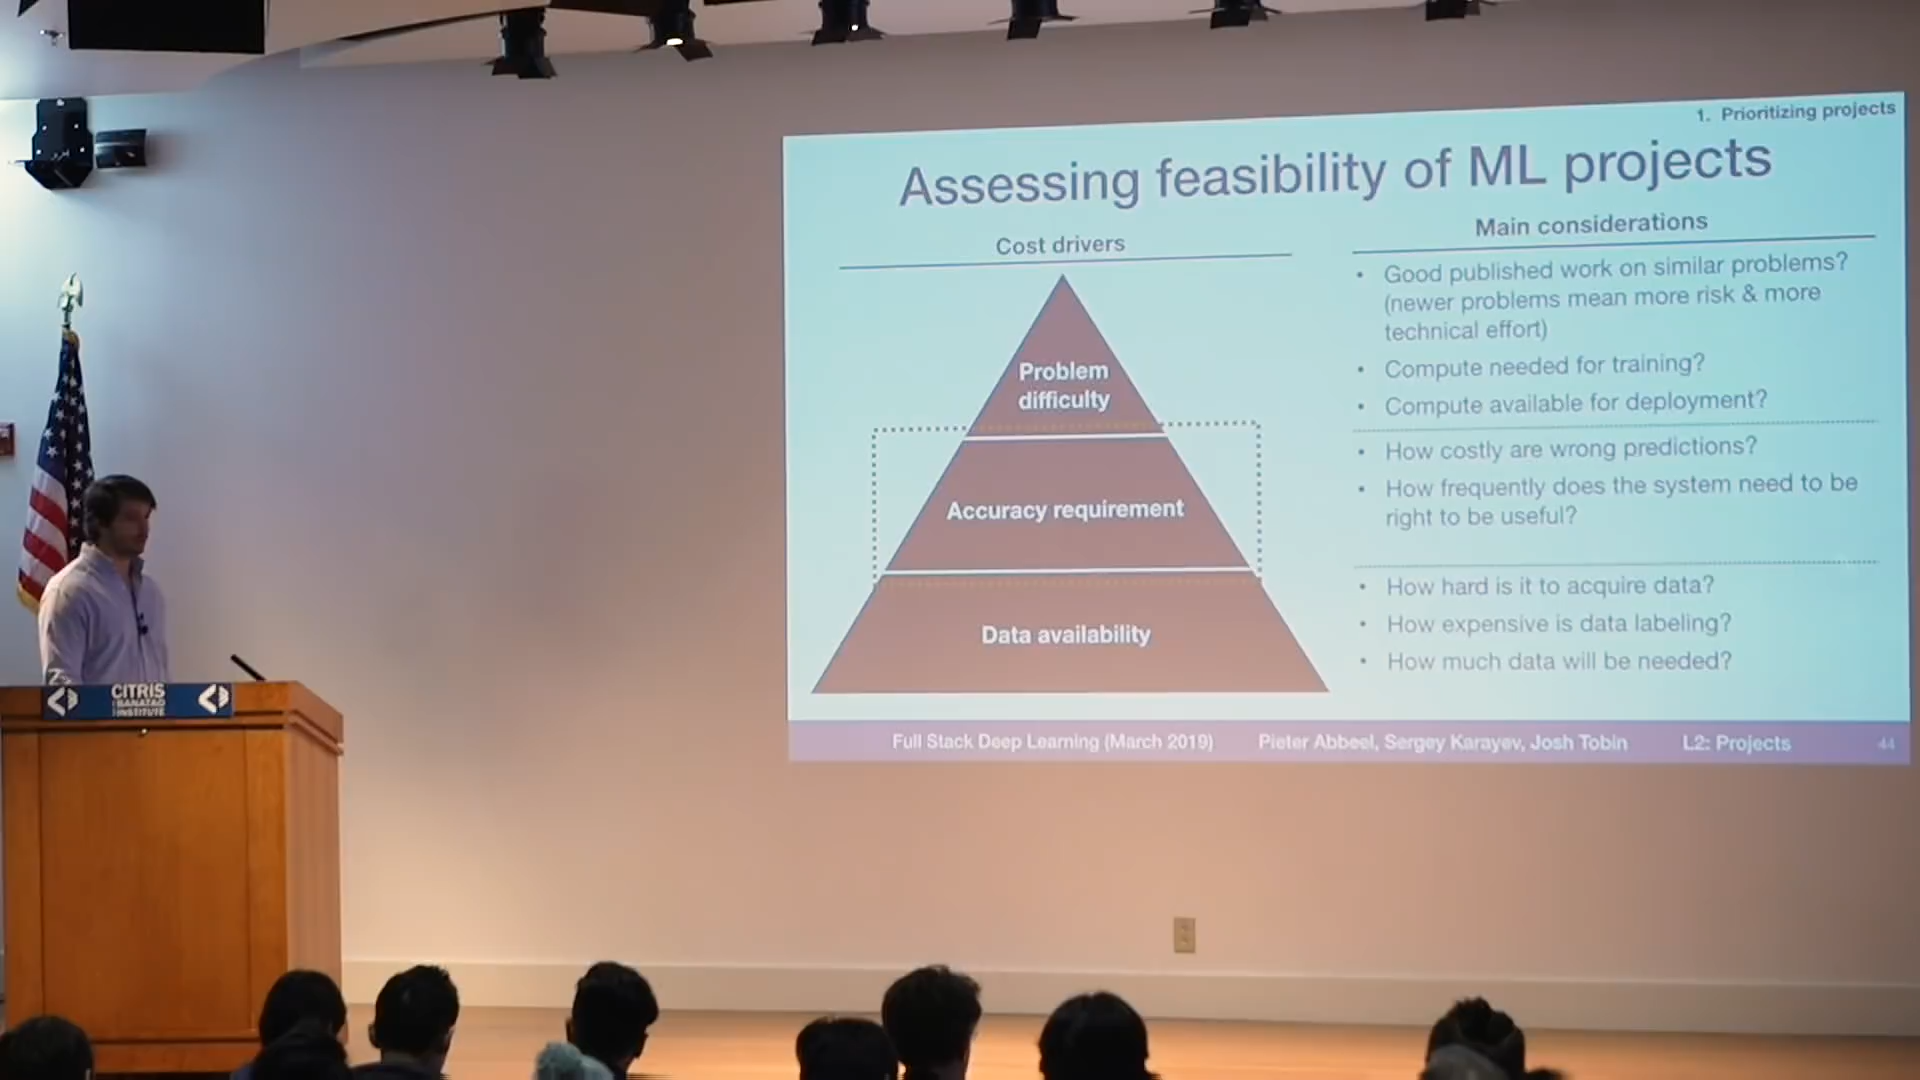 1. Prioritizing projects
Assessing feasibility of ML projects
Cost drivers
Main considerations
Problem
difficulty
Accuracy requirement
Data availability
• Good published work on similar problems?
(newer problems mean more risk & more
technical effort)
• Compute needed for training?
• Compute available for deployment?
• How costly are wrong predictions?
• How frequently does the system need to be
right to be useful?
• How hard is it to acquire data?
• How expensive is data labeling?
• How much data will be needed?
Full Stack Deep Learning (March 2019) Pieter Abbeel, Sergey Karayev, Josh Tobin L2: Projects 44
CITRIS
BANATAO
INSTITUTE